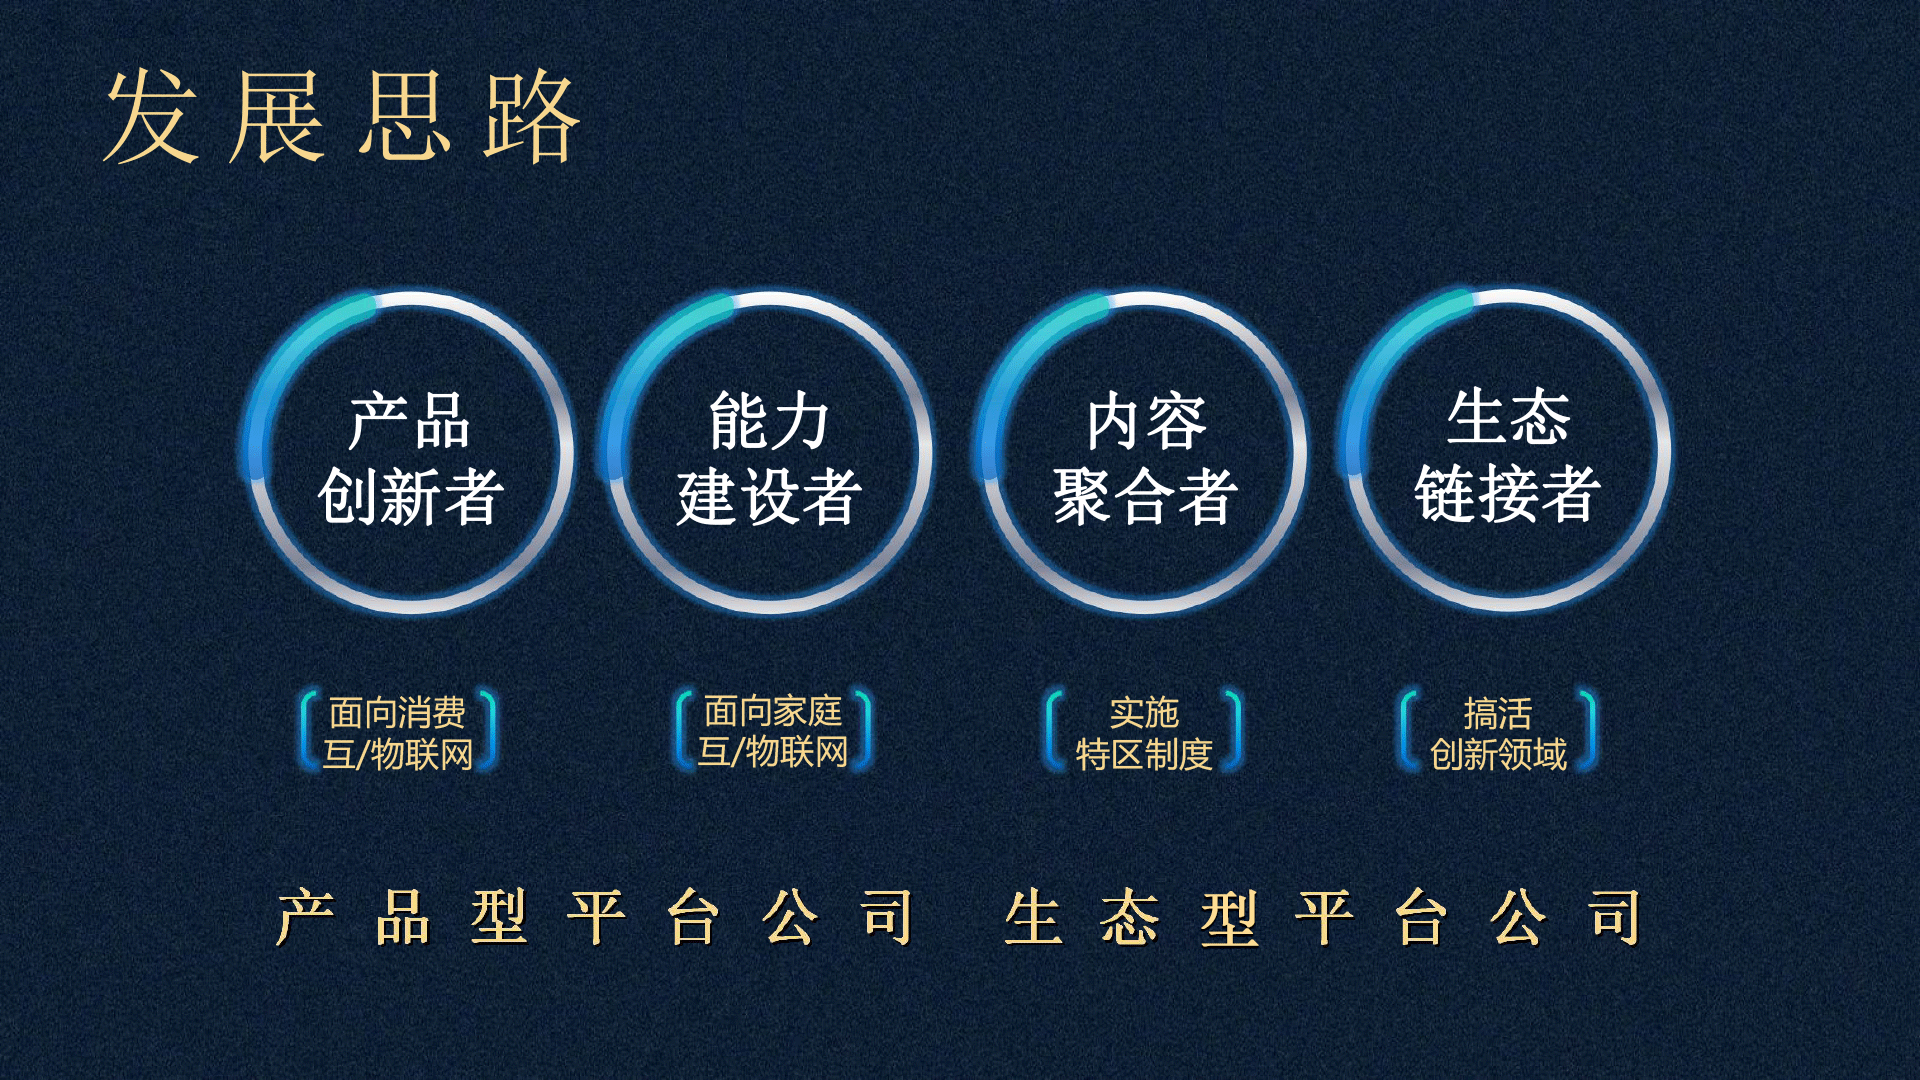 发展思路
产品
创新者
能力
建设者
内容
聚合者
生态
链接者
面向消费
互/物联网
面向家庭
互/物联网
实施
特区制度
搞活
创新领域
产品型平台公司 生态型平台公司